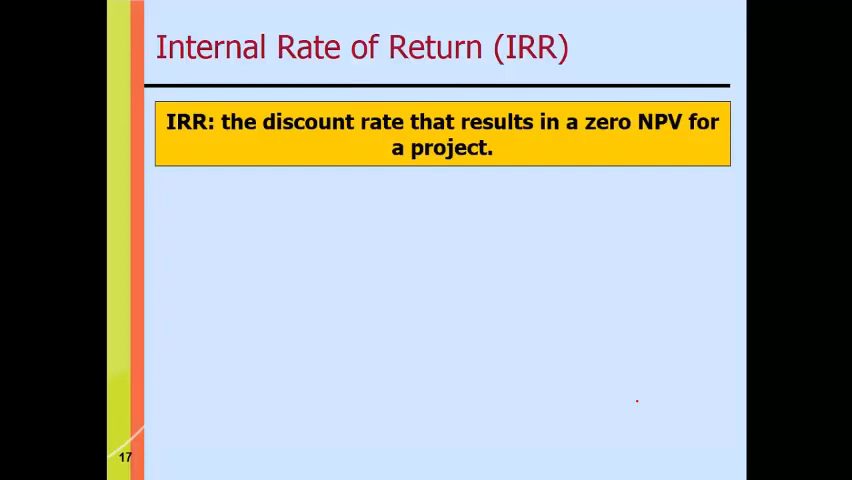 Internal Rate of Return (IRR)
IRR: the discount rate that results in a zero NPV for
a project.
17